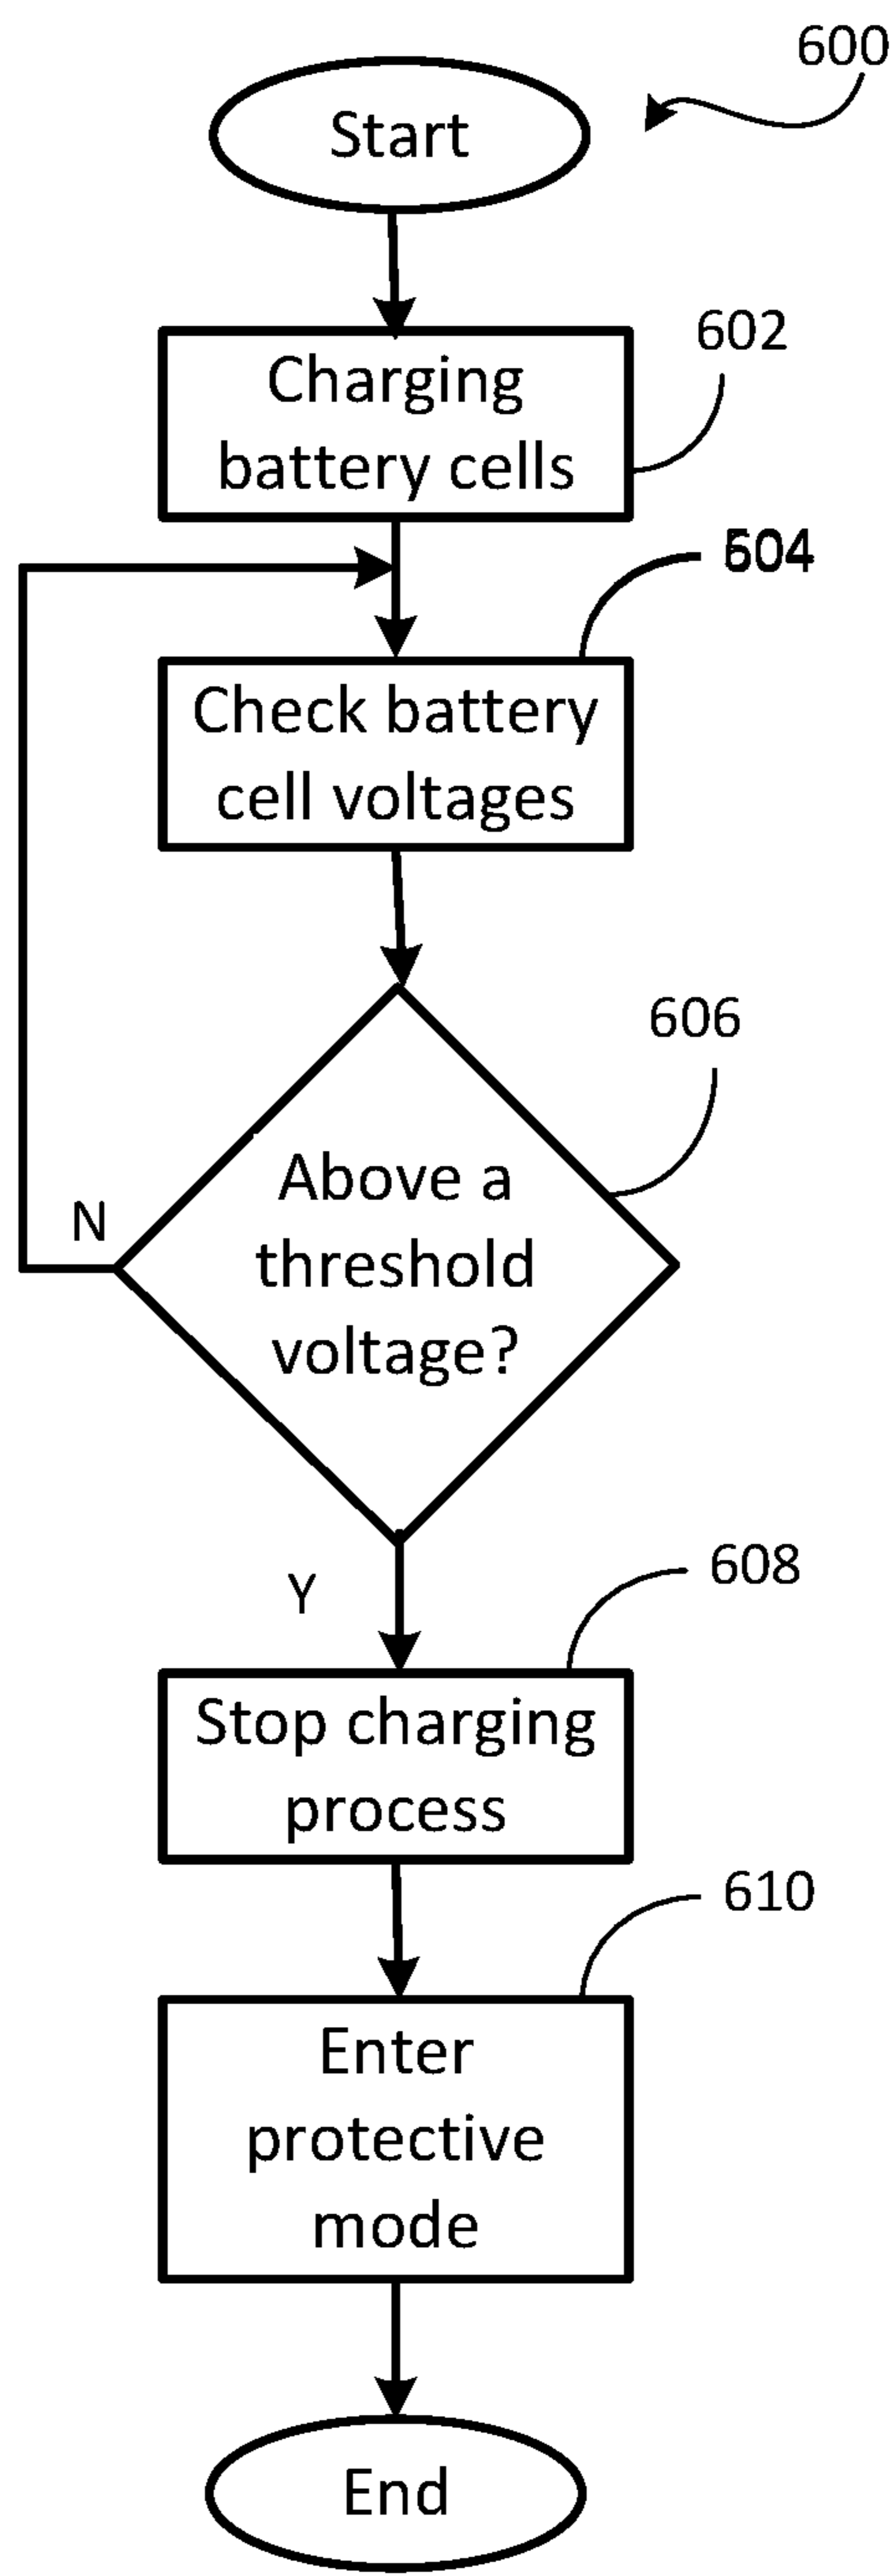 600
Start
602
Charging
battery cells
Check battery
cell voltages
606
Above a
threshold
voltage?
N
Y
608
Stop charging
process
610
Enter
protective
mode
End